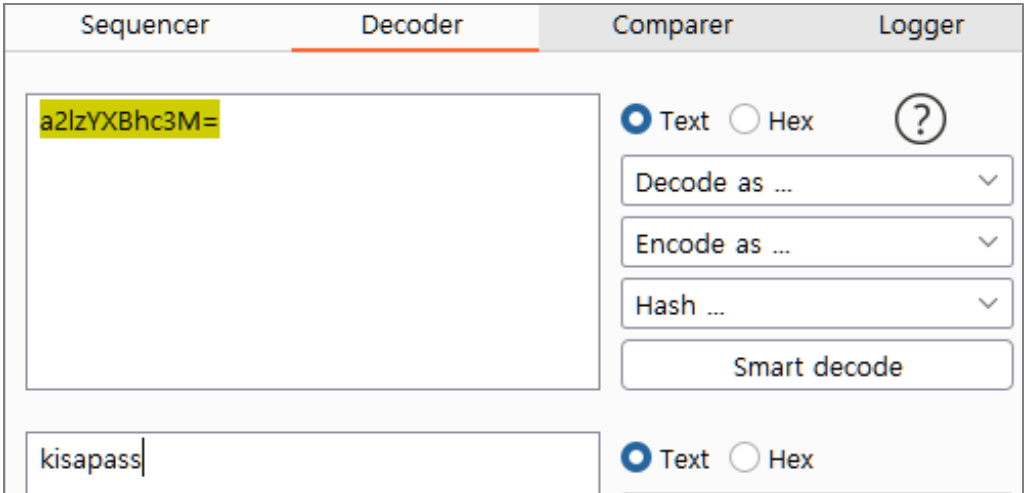 Sequencer Decoder Comparer Logger
a2lzYXBhc3M=
Text Hex ?
Decode as ...
Encode as ...
Hash ...
Smart decode
kisapass
Text Hex